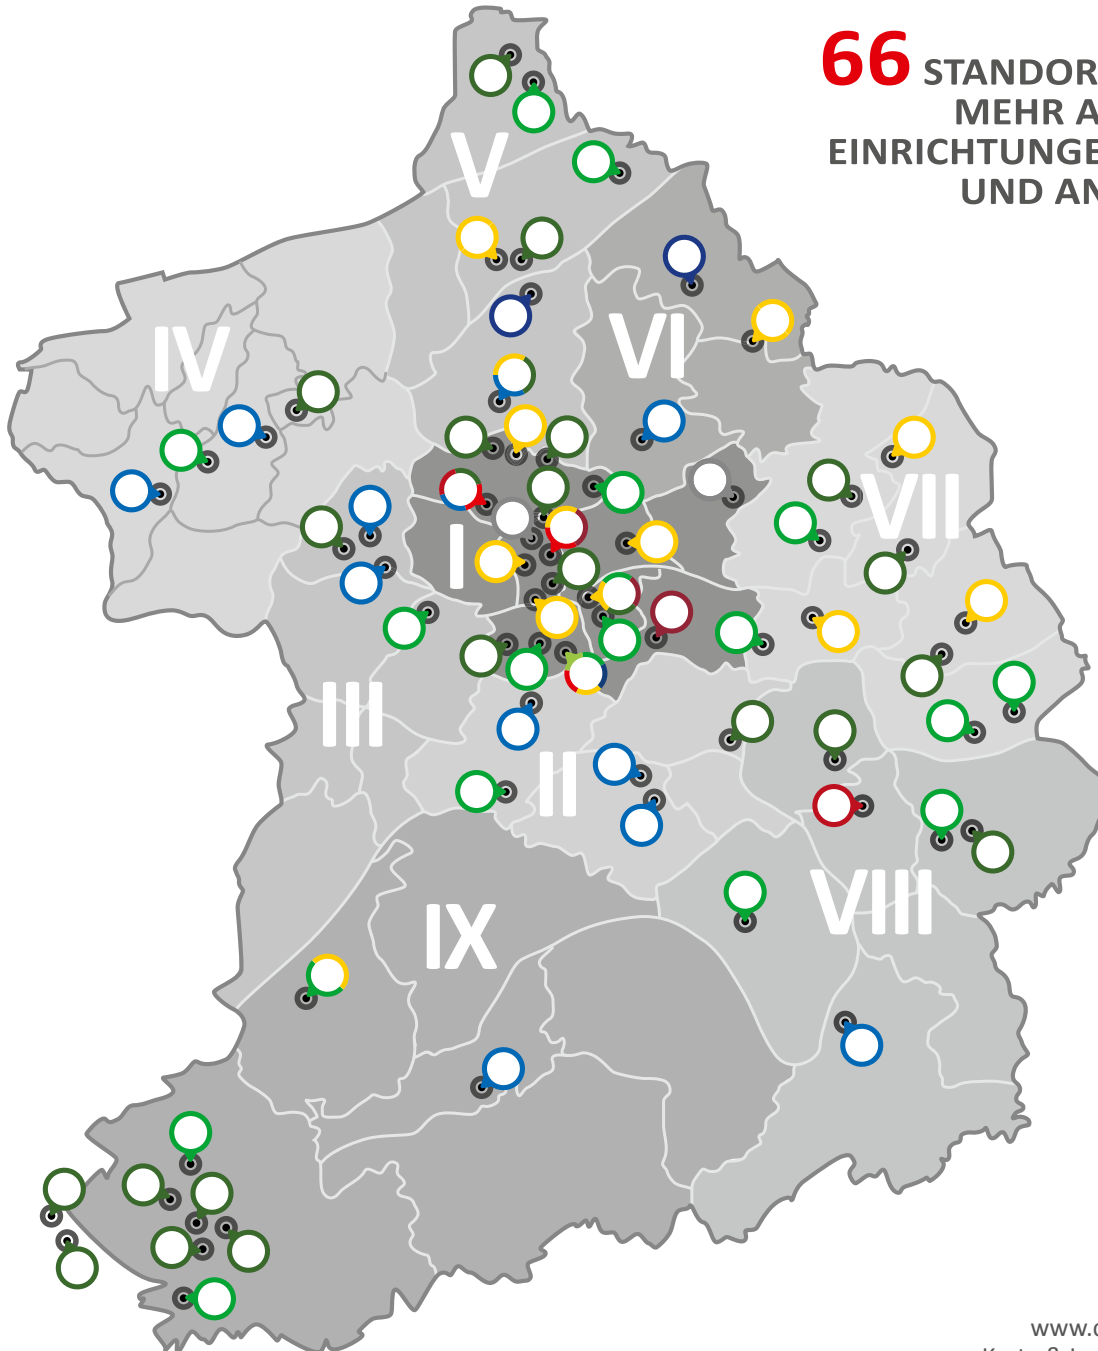 66 STANDOR
MEHR A
EINRICHTUNGE
UND AN
V
VI
IV
VII
I
III
II
VIII
IX
www.